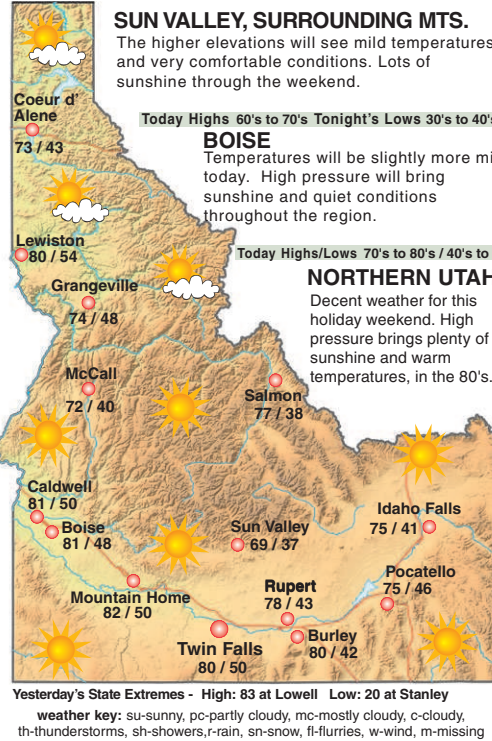 SUN VALLEY, SURROUNDING MTS.
The higher elevations will see mild temperatures
and very comfortable conditions. Lots of
sunshine through the weekend.
Today Highs 60's to 70's Tonight's Lows 30's to 40's
BOISE
Temperatures will be slightly more
today. High pressure will bring
sunshine and quiet conditions
throughout the region.
Today Highs/Lows 70's to 80's / 40's to
NORTHERN UTAH
Decent weather for this
holiday weekend. High
pressure brings plenty of
sunshine and warm
temperatures, in the 80's.
Coeur d'
Alene
73 / 43
Lewiston
80 / 54
Grangeville
74 / 48
McCall
72 / 40
Salmon
77 / 38
Caldwell
81 / 50
Boise
81 / 48
Sun Valley
69 / 37
Idaho Falls
75 / 41
Pocatello
75 / 46
Mountain Home
82 / 50
Rupert
78 / 43
Twin Falls
80 / 50
Burley
80 / 42
Yesterday's State Extremes - High: 83 at Lowell Low: 20 at Stanley
weather key: su-sunny, pc-partly cloudy, mc-mostly cloudy, c-cloudy,
th-thunderstorms, sh-showers,r-rain, sn-snow, fl-flurries, w-wind, m-missing